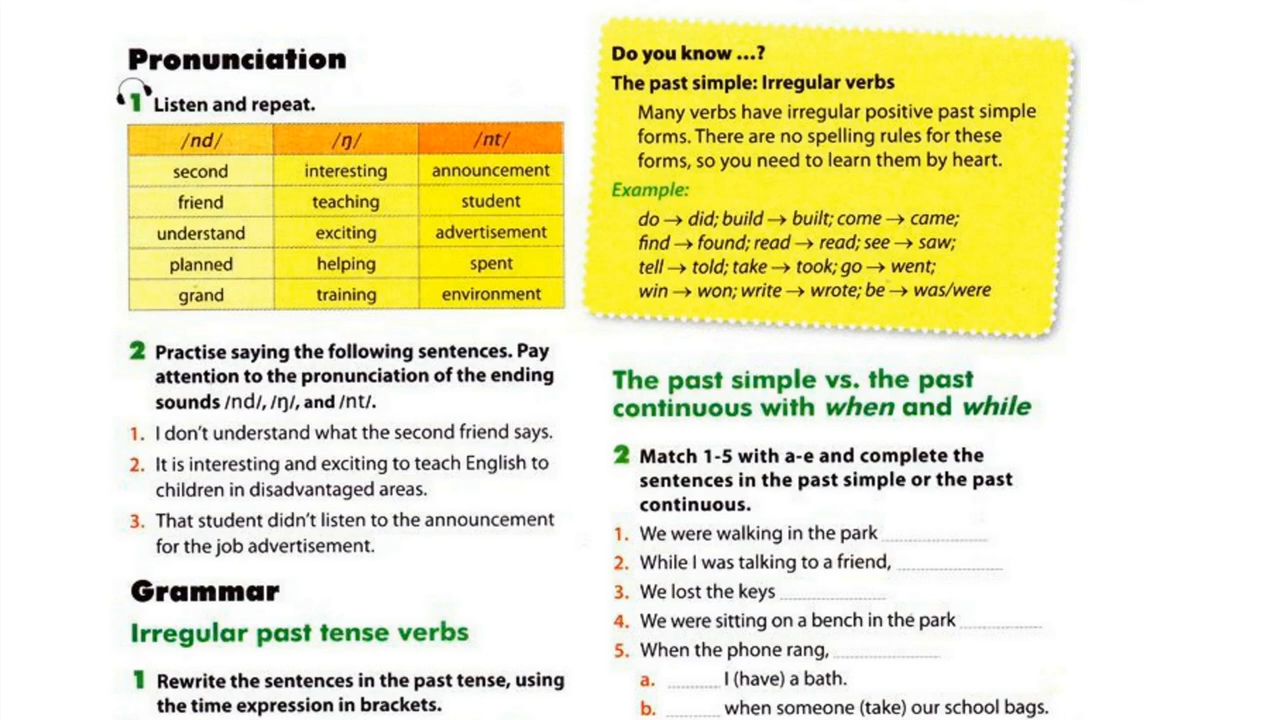 Pronunciation
1 Listen and repeat.
/nd/ /ŋ/ /nt/
second interesting announcement
friend teaching student
understand exciting advertisement
planned helping spent
grand training environment
2 Practise saying the following sentences. Pay
attention to the pronunciation of the ending
sounds /nd/, /ŋ/, and /nt/.
1. I don't understand what the second friend says.
2. It is interesting and exciting to teach English to
children in disadvantaged areas.
3. That student didn't listen to the announcement
for the job advertisement.
Grammar
Irregular past tense verbs
1 Rewrite the sentences in the past tense, using
the time expression in brackets.
Do you know ...?
The past simple: Irregular verbs
Many verbs have irregular positive past simple
forms. There are no spelling rules for these
forms, so you need to learn them by heart.
Example:
do → did; build → built; come → came;
find → found; read → read; see → saw;
tell → told; take → took; go → went;
win → won; write → wrote; be → was/were
The past simple vs. the past
continuous with when and while
2 Match 1-5 with a-e and complete the
sentences in the past simple or the past
continuous.
1. We were walking in the park ..........
2. While I was talking to a friend, ..........
3. We lost the keys ..........
4. We were sitting on a bench in the park ..........
5. When the phone rang, ..........
a. .......... I (have) a bath.
b. .......... when someone (take) our school bags.